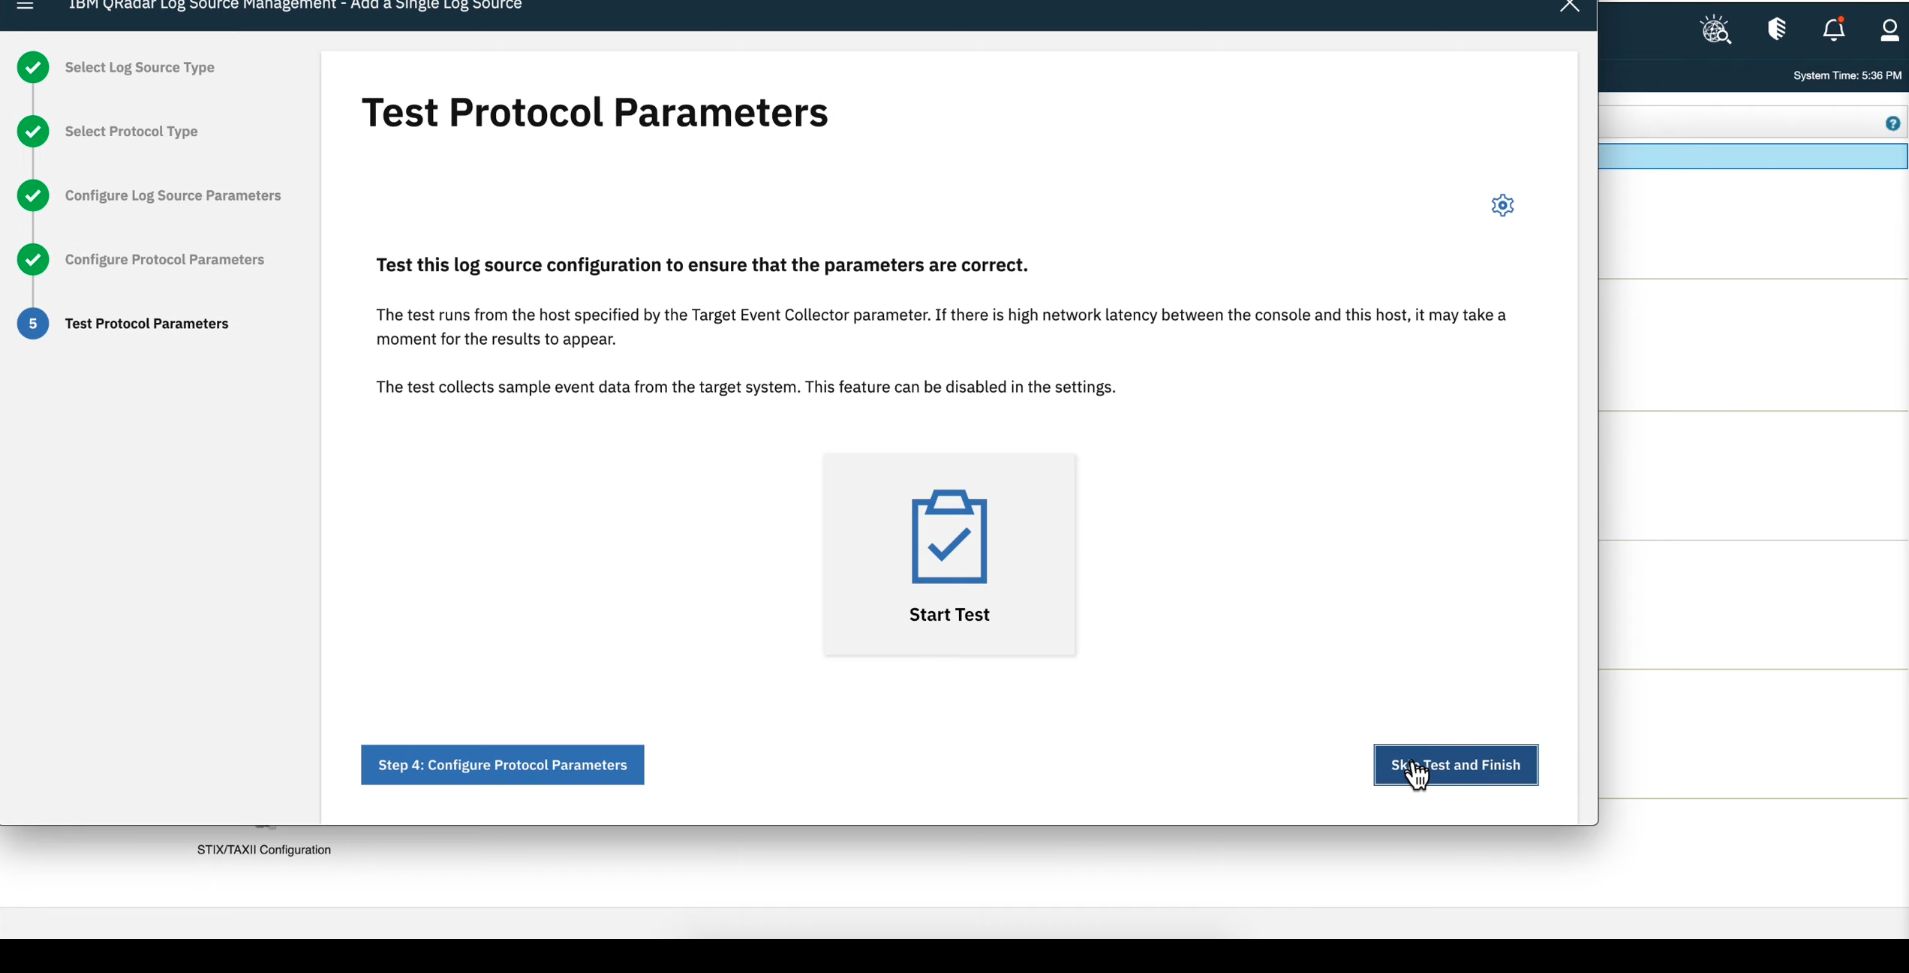 IBM QRadar Log Source Management - Add a Single Log Source
System Time: 5:36 PM
?
Select Log Source Type
Select Protocol Type
Configure Log Source Parameters
Configure Protocol Parameters
5 Test Protocol Parameters
Test Protocol Parameters
Test this log source configuration to ensure that the parameters are correct.
The test runs from the host specified by the Target Event Collector parameter. If there is high network latency between the console and this host, it may take a
moment for the results to appear.
The test collects sample event data from the target system. This feature can be disabled in the settings.
Start Test
Step 4: Configure Protocol Parameters
Skip Test and Finish
STIX/TAXII Configuration